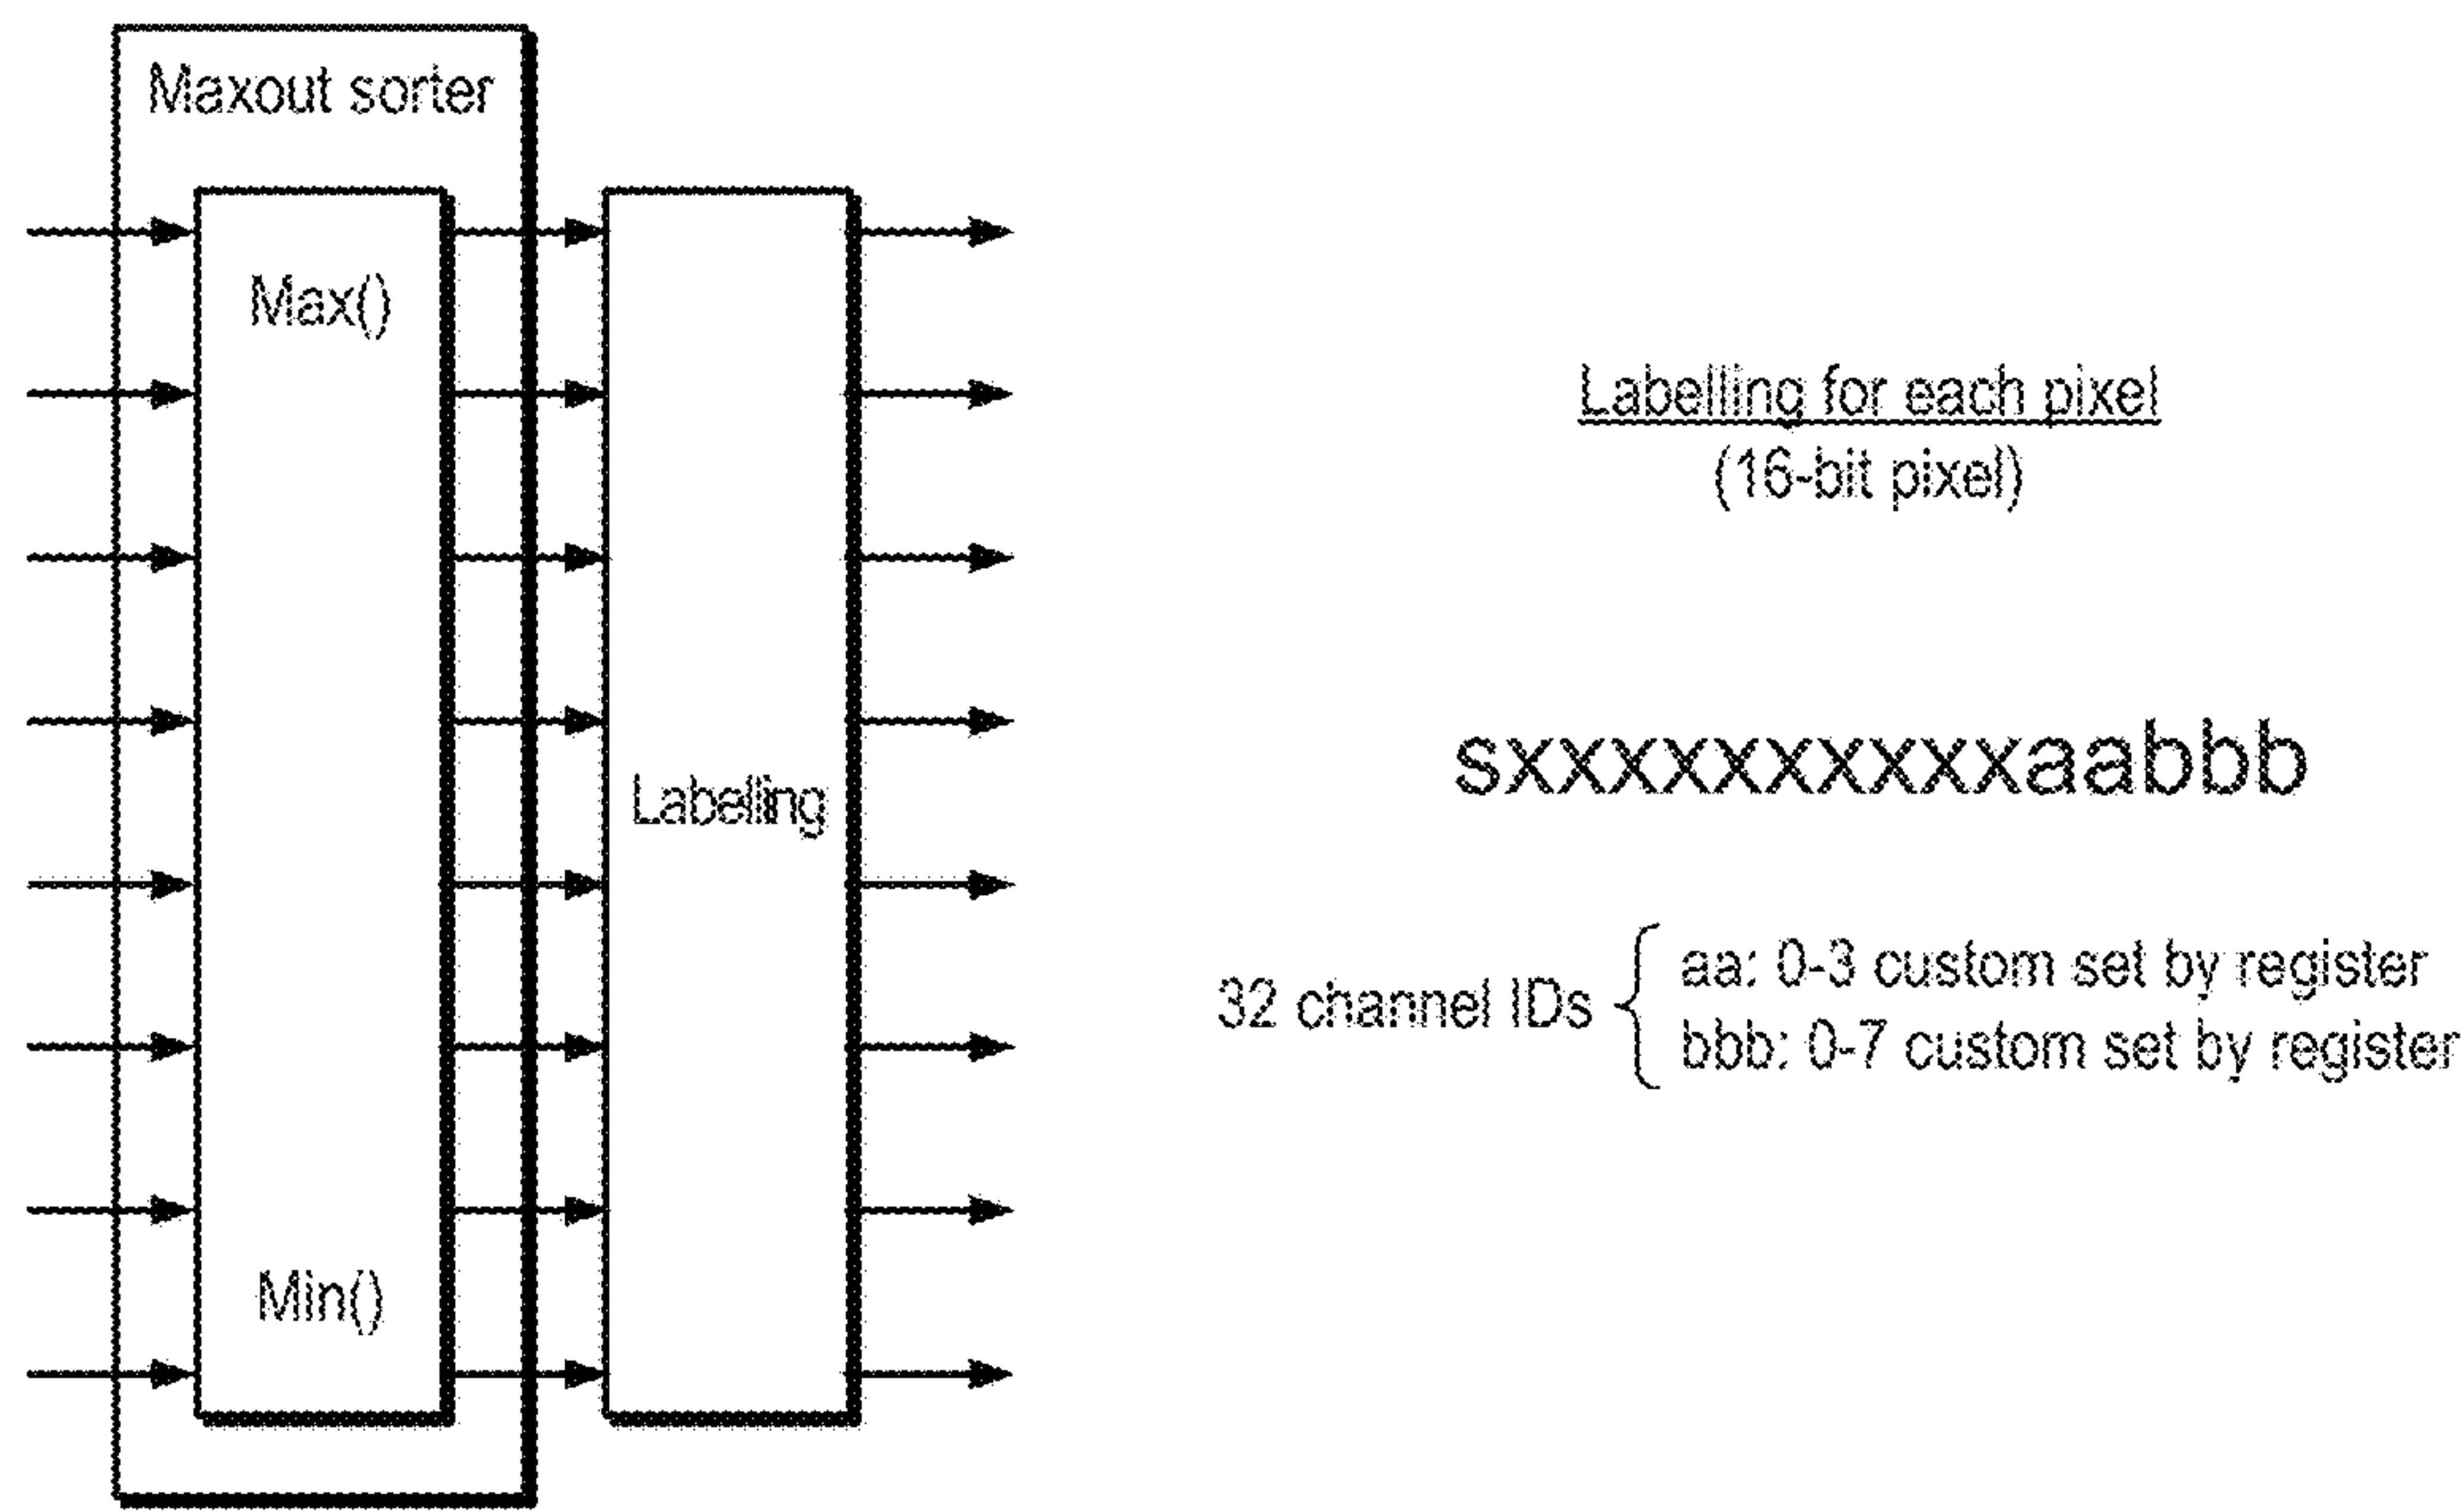 Maxout sorter
Max()
Min()
Labelling
Labelling for each pixel
(16-bit pixel)
sxxxxxxxxxxaabbb
32 channel IDs
aa: 0-3 custom set by register
bbb: 0-7 custom set by register